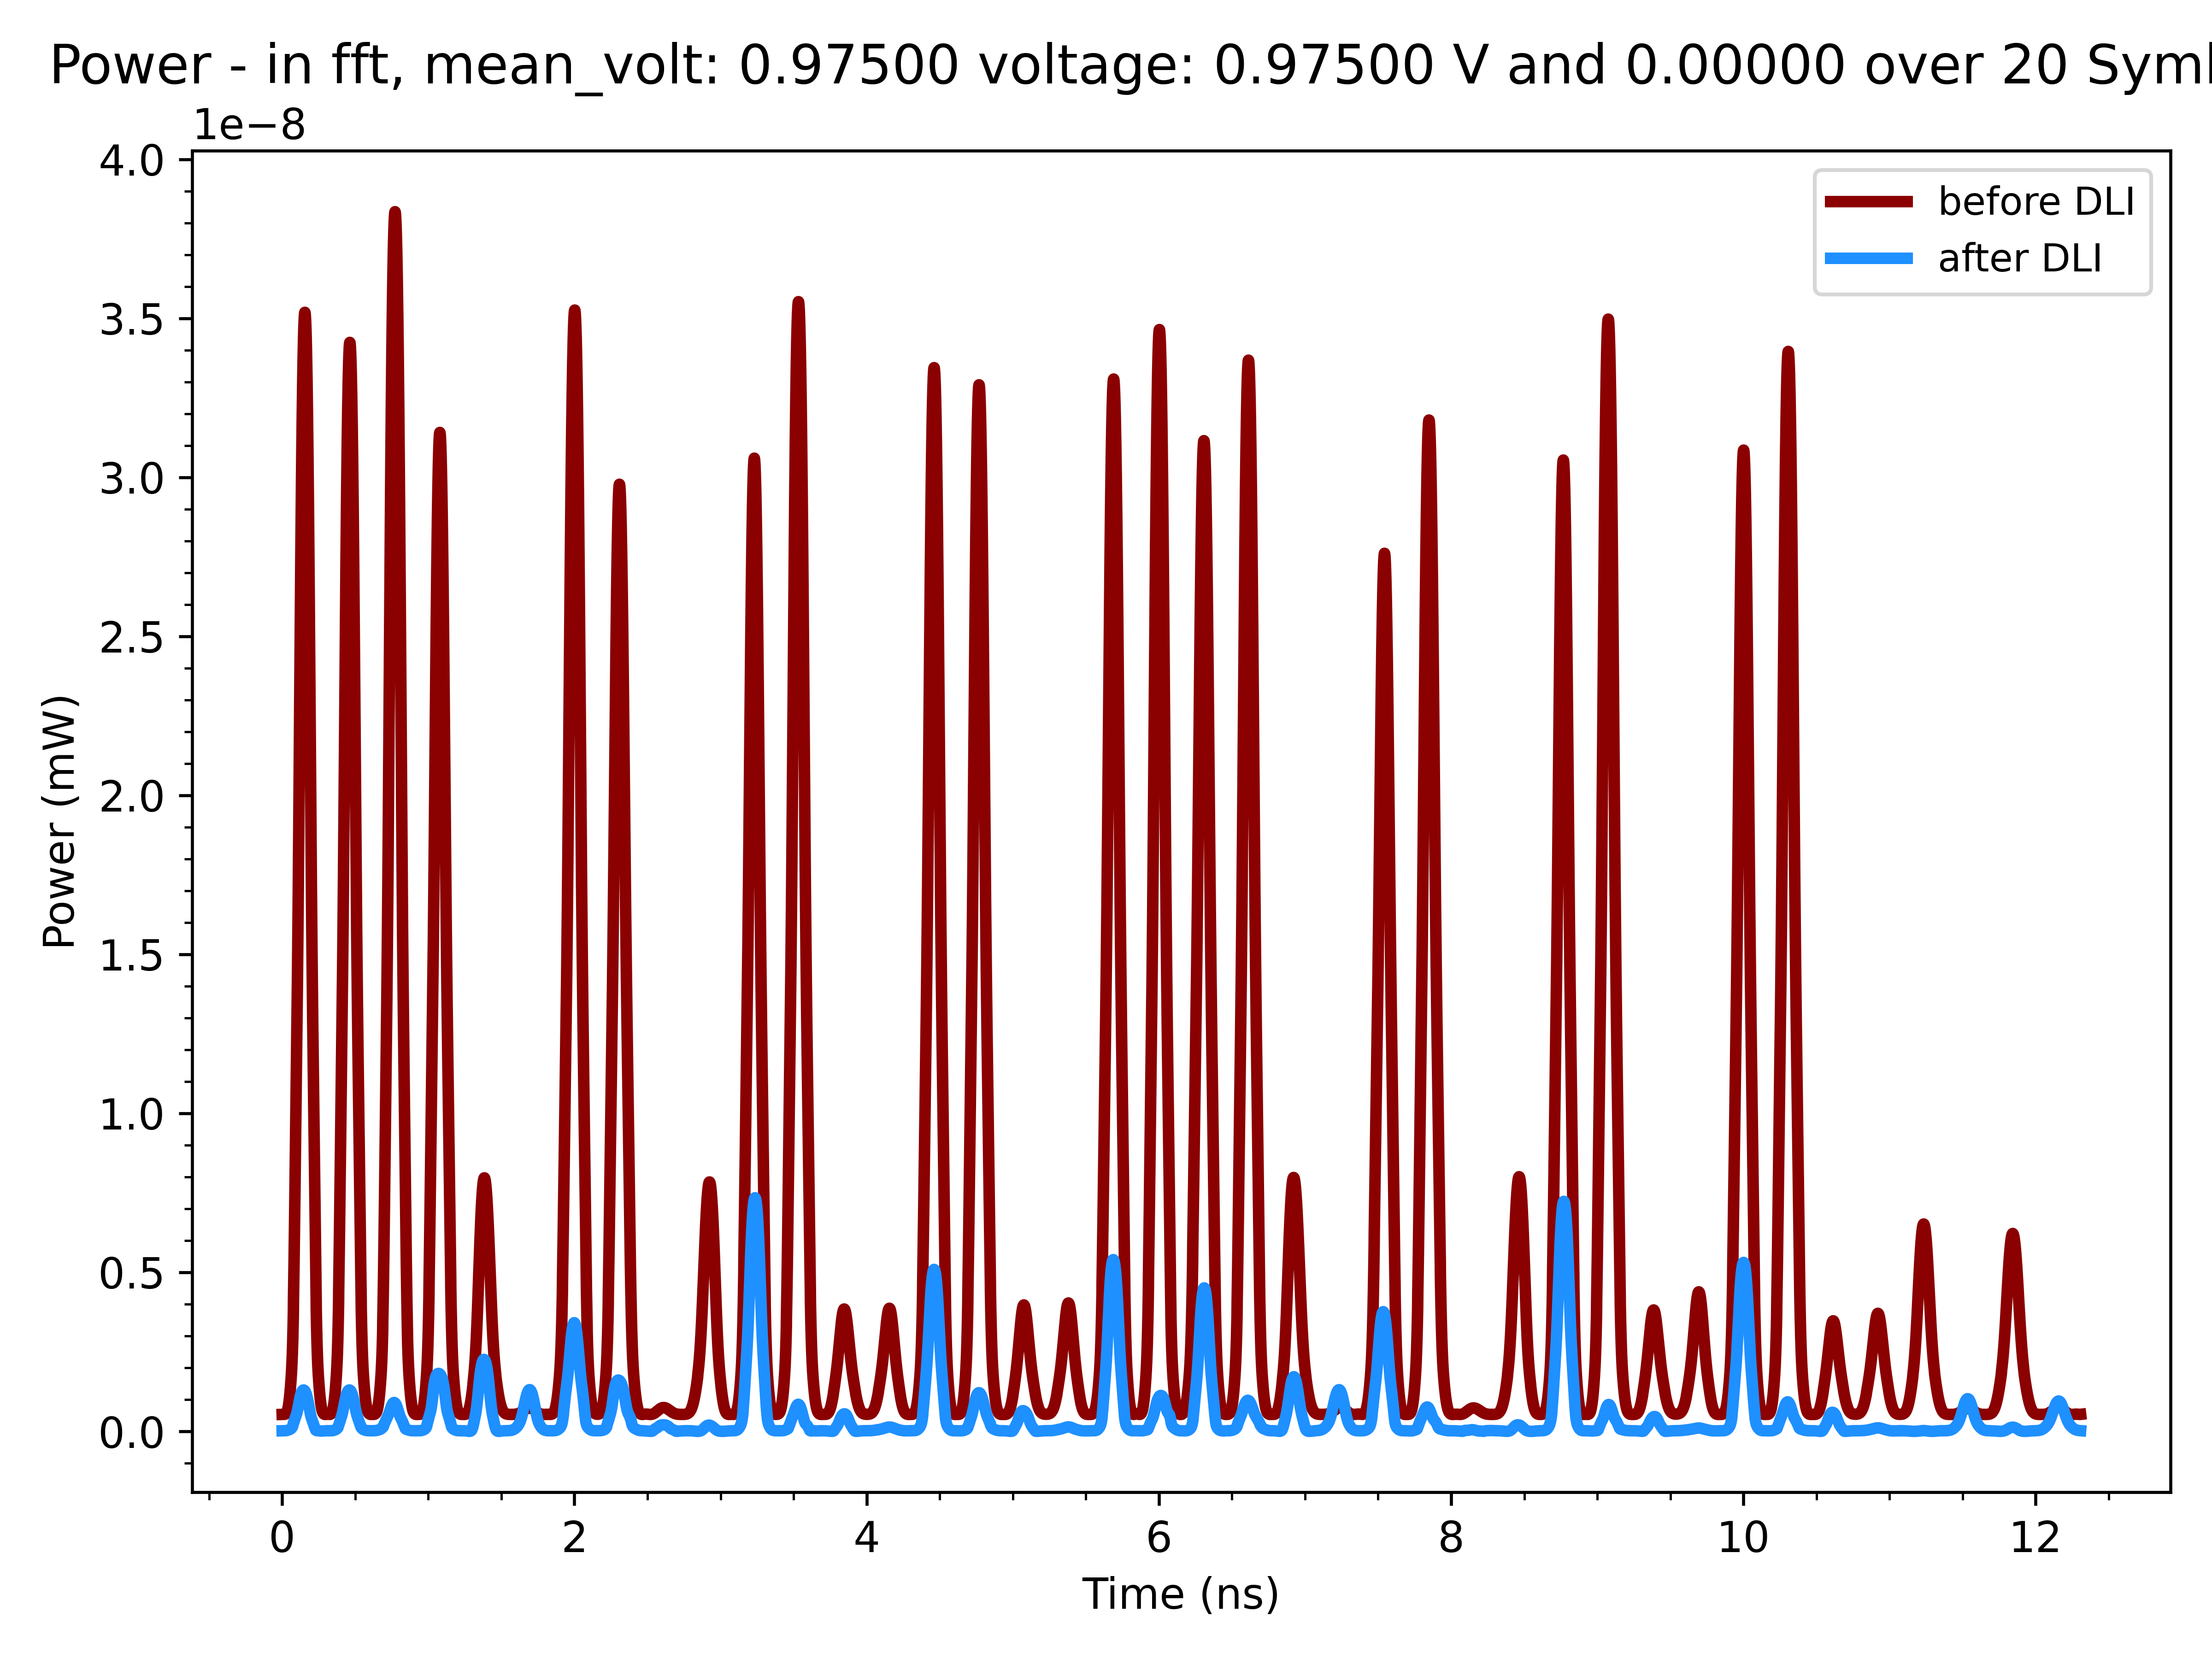 Power - in fft, mean_volt: 0.97500 voltage: 0.97500 V and 0.00000 over 20 Sym
1e−8
4.0
3.5
3.0
2.5
2.0
1.5
1.0
0.5
0.0
Power (mW)
before DLI
after DLI
0 2 4 6 8 10 12
Time (ns)